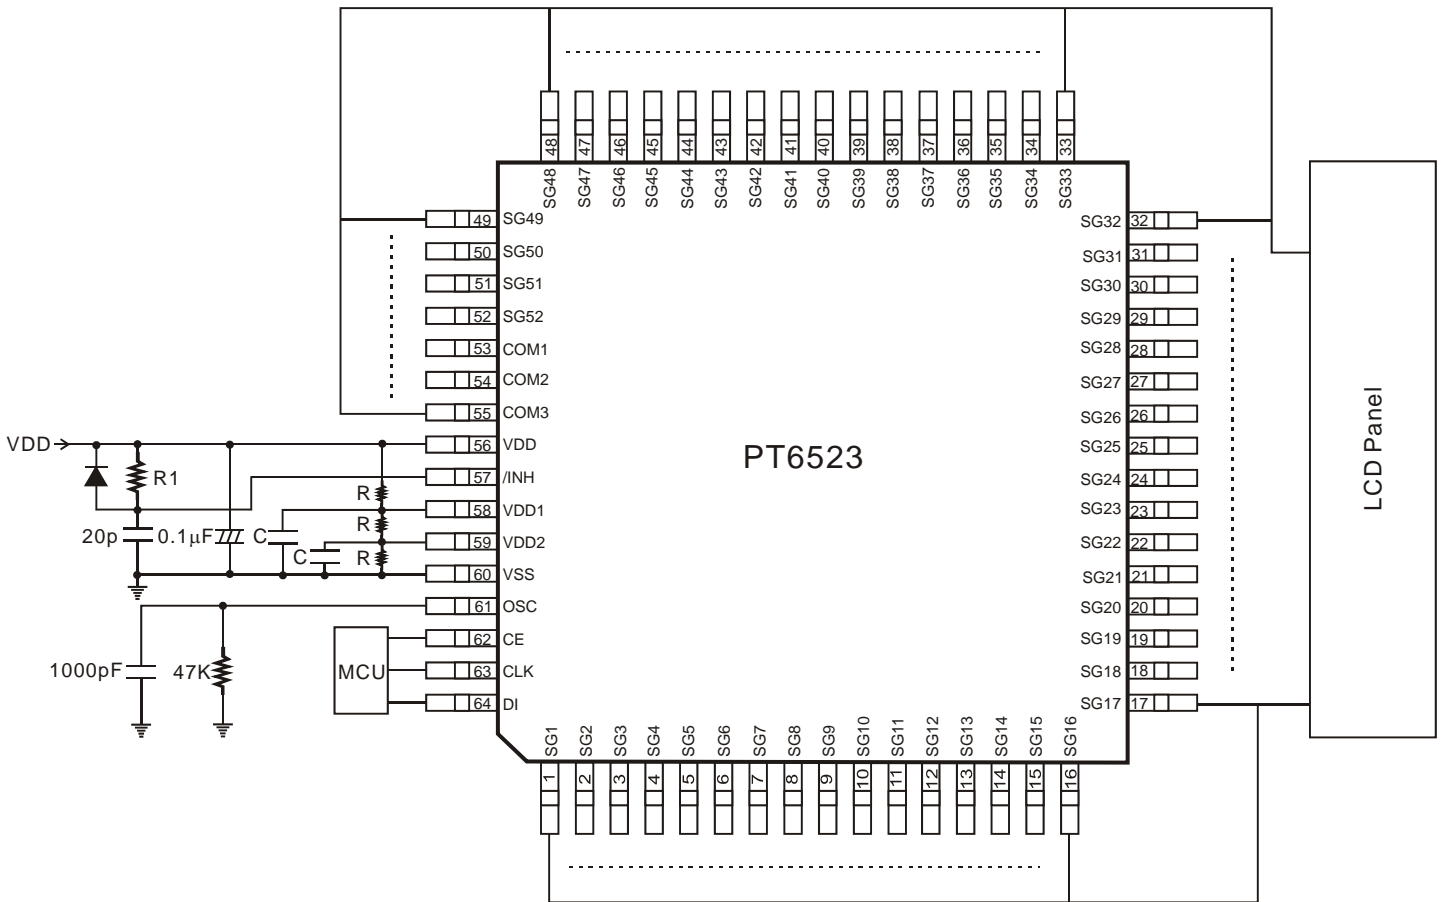 48 47 46 45 44 43 42 41 40 39 38 37 36 35 34 33
SG48 SG47 SG46 SG45 SG44 SG43 SG42 SG41 SG40 SG39 SG38 SG37 SG36 SG35 SG34 SG33
49 SG49
50 SG50
51 SG51
52 SG52
53 COM1
54 COM2
55 COM3
56 VDD
57 /INH
58 VDD1
59 VDD2
60 VSS
61 OSC
62 CE
63 CLK
64 DI
VDD
R1
20p
0.1µF
C
C
R
R
R
1000pF
47K
MCU
PT6523
SG32 32
SG31 31
SG30 30
SG29 29
SG28 28
SG27 27
SG26 26
SG25 25
SG24 24
SG23 23
SG22 22
SG21 21
SG20 20
SG19 19
SG18 18
SG17 17
LCD Panel
SG1 SG2 SG3 SG4 SG5 SG6 SG7 SG8 SG9 SG10 SG11 SG12 SG13 SG14 SG15 SG16
1 2 3 4 5 6 7 8 9 10 11 12 13 14 15 16